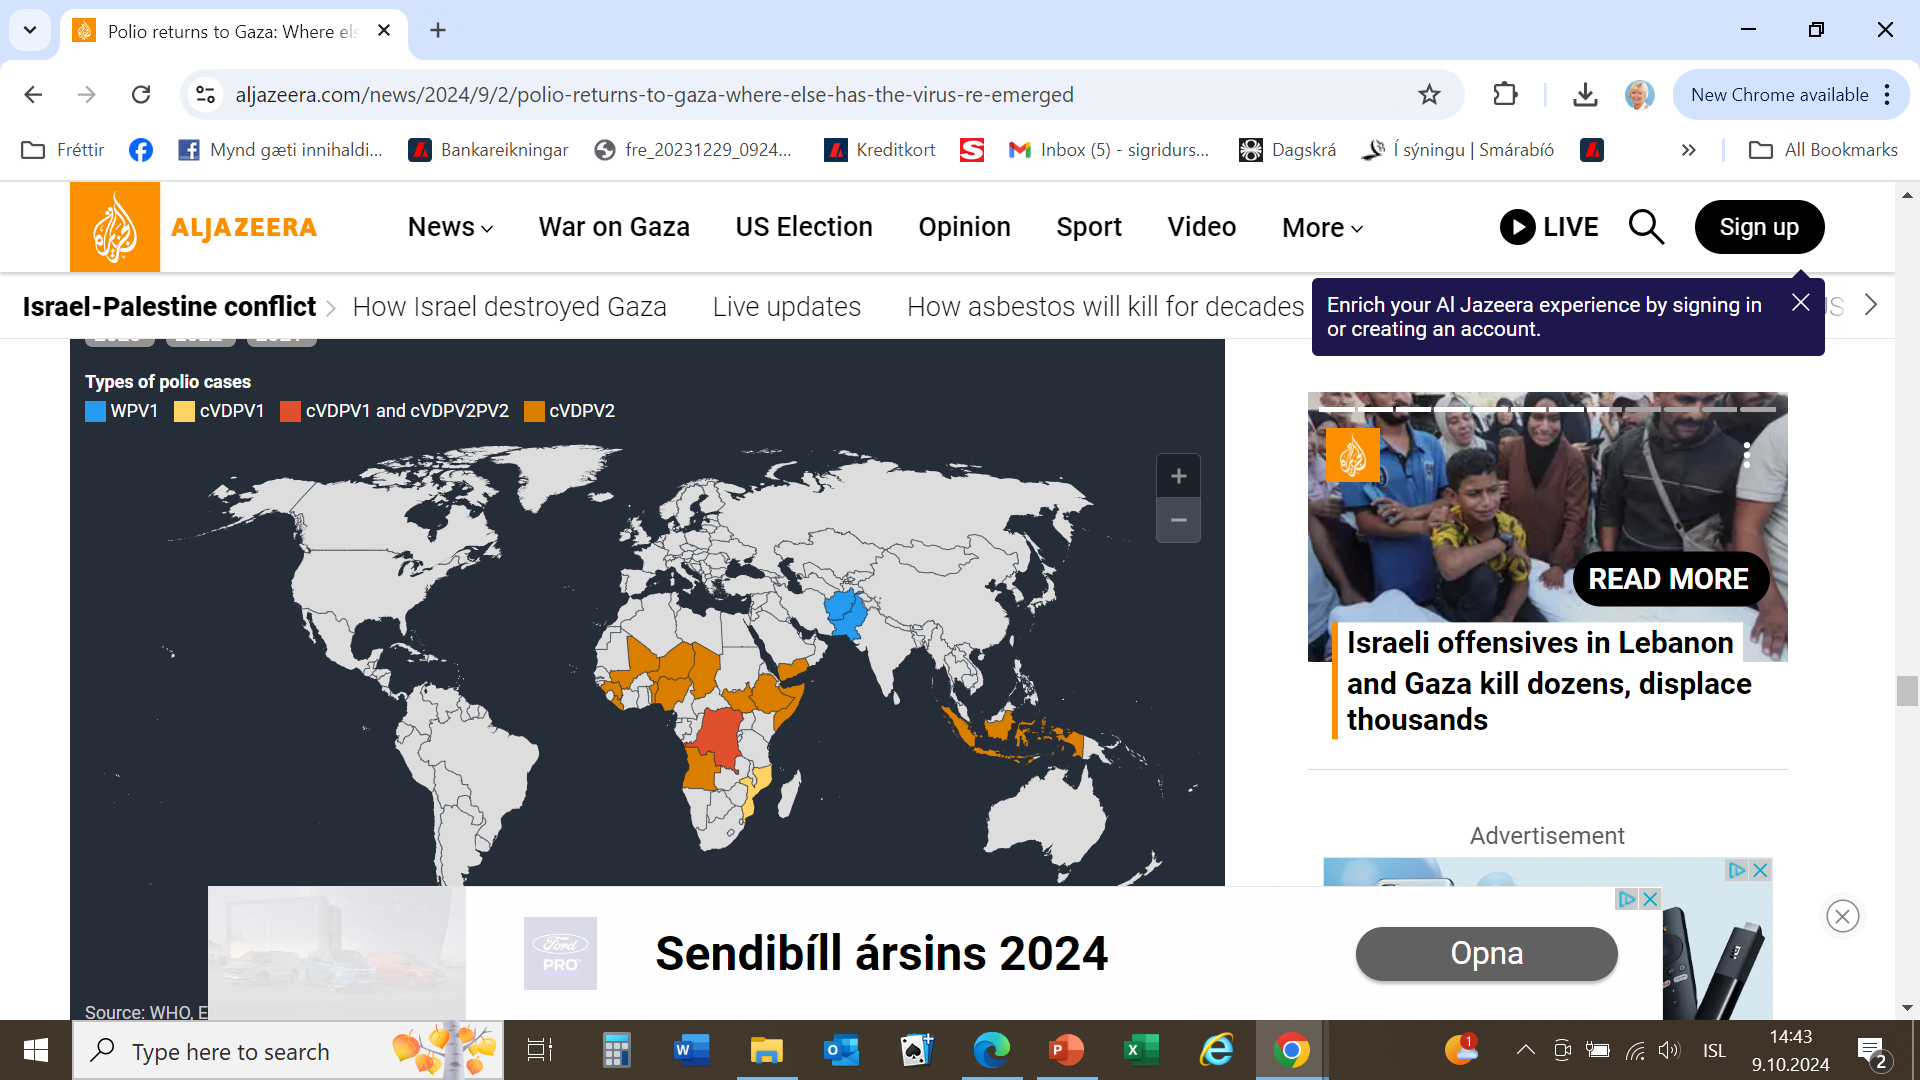 Polio returns to Gaza: Where els
aljazeera.com/news/2024/9/2/polio-returns-to-gaza-where-else-has-the-virus-re-emerged
New Chrome available
Fréttir
Mynd gæti innihaldi...
Bankareikningar
fre_20231229_0924...
Kreditkort
Inbox (5) - sigridurs...
Dagskrá
Í sýningu | Smárabíó
All Bookmarks
ALJAZEERA
News
War on Gaza
US Election
Opinion
Sport
Video
More
LIVE
Sign up
Israel-Palestine conflict
How Israel destroyed Gaza
Live updates
How asbestos will kill for decades
Enrich your Al Jazeera experience by signing in
or creating an account.
Types of polio cases
WPV1
cVDPV1
cVDPV1 and cVDPV2PV2
cVDPV2
+
−
READ MORE
Israeli offensives in Lebanon
and Gaza kill dozens, displace
thousands
Advertisement
Ford
PRO
Sendibíll ársins 2024
Opna
Source: WHO, E
Type here to search
1
ISL
14:43
9.10.2024
2